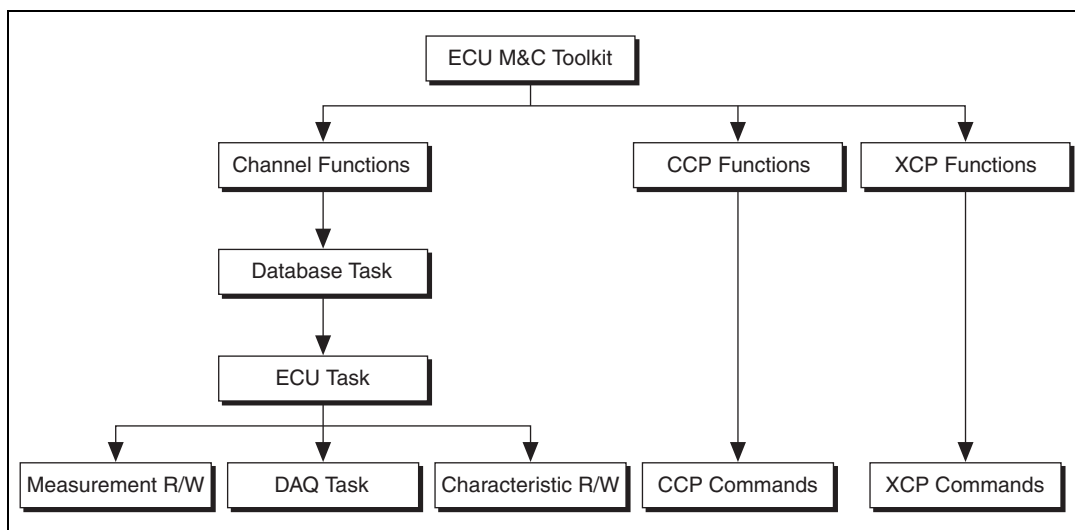 ECU M&C Toolkit
Channel Functions
CCP Functions
XCP Functions
Database Task
ECU Task
Measurement R/W
DAQ Task
Characteristic R/W
CCP Commands
XCP Commands